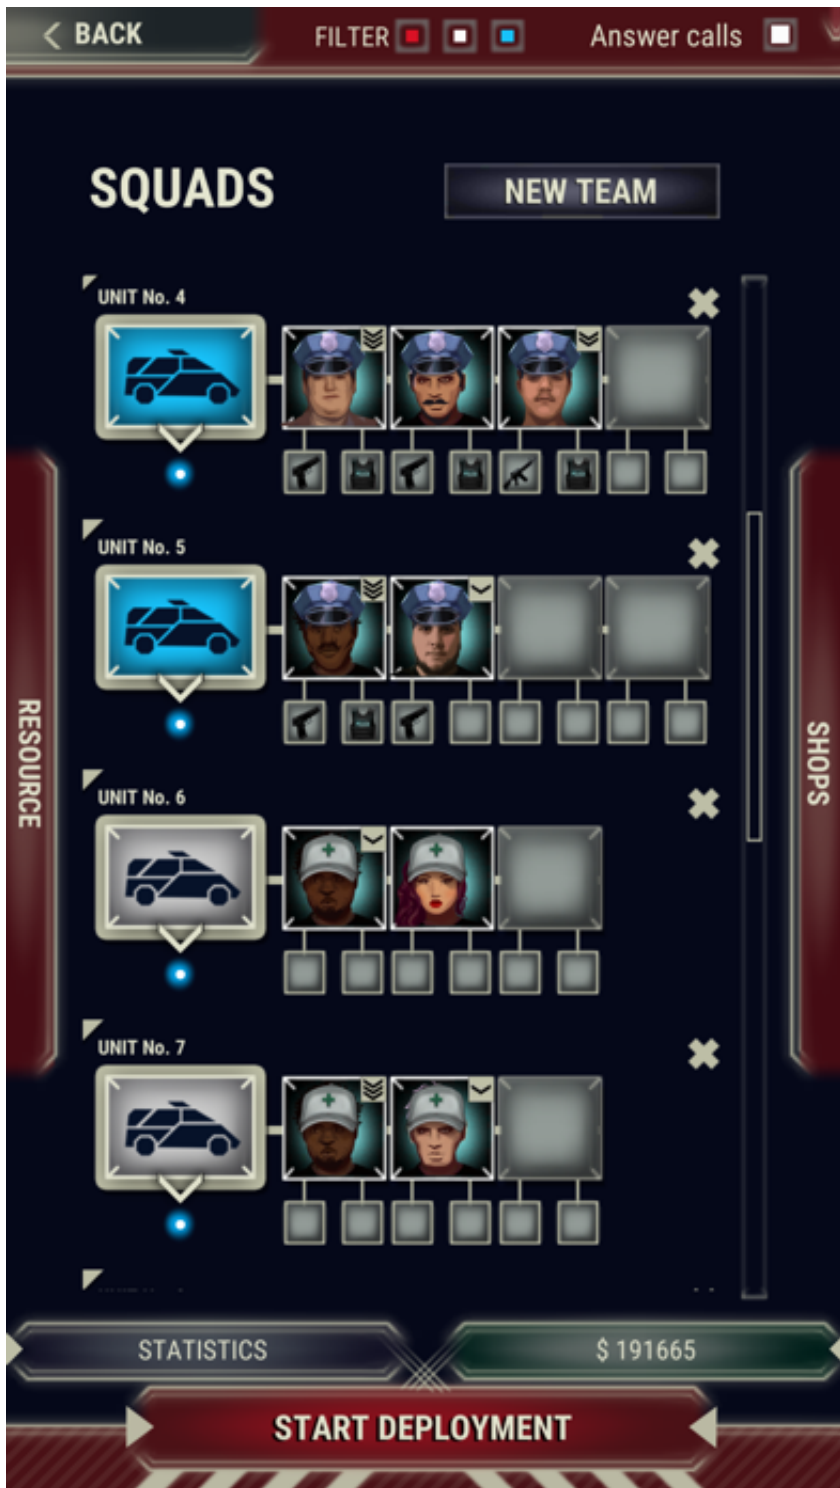 BACK
FILTER
Answer calls
SQUADS
NEW TEAM
UNIT No. 4
UNIT No. 5
RESOURCE
SHOPS
UNIT No. 6
UNIT No. 7
STATISTICS
$ 191665
START DEPLOYMENT